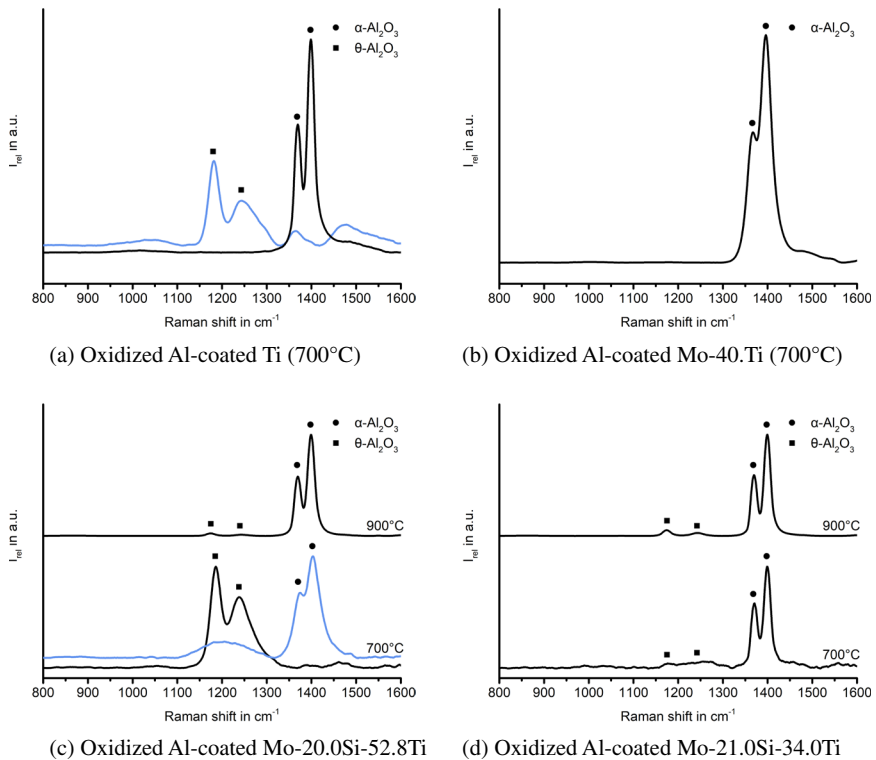 ● α-Al₂O₃
■ θ-Al₂O₃
I_rel in a.u.
800 900 1000 1100 1200 1300 1400 1500 1600
Raman shift in cm⁻¹
(a) Oxidized Al-coated Ti (700°C)
● α-Al₂O₃
I_rel in a.u.
800 900 1000 1100 1200 1300 1400 1500 1600
Raman shift in cm⁻¹
(b) Oxidized Al-coated Mo-40.Ti (700°C)
● α-Al₂O₃
■ θ-Al₂O₃
900°C
700°C
I_rel in a.u.
800 900 1000 1100 1200 1300 1400 1500 1600
Raman shift in cm⁻¹
(c) Oxidized Al-coated Mo-20.0Si-52.8Ti
● α-Al₂O₃
■ θ-Al₂O₃
900°C
700°C
I_rel in a.u.
800 900 1000 1100 1200 1300 1400 1500 1600
Raman shift in cm⁻¹
(d) Oxidized Al-coated Mo-21.0Si-34.0Ti